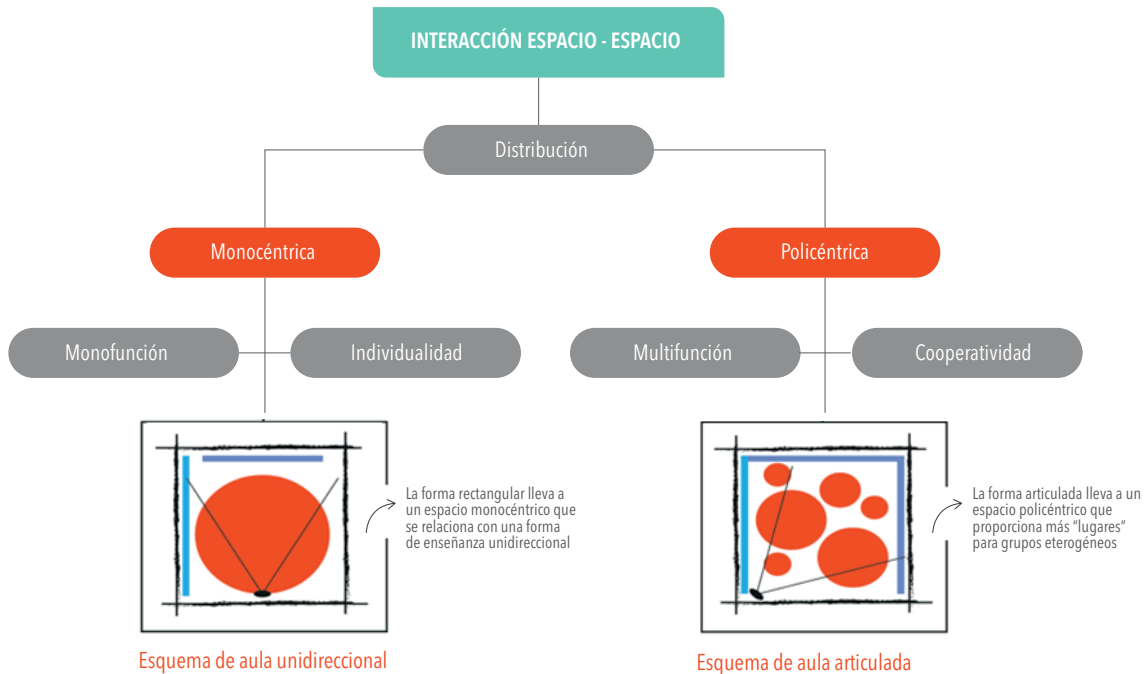 INTERACCIÓN ESPACIO - ESPACIO
Distribución
Monocéntrica
Policéntrica
Monofunción
Individualidad
Multifunción
Cooperatividad
La forma rectangular lleva a
un espacio monocéntrico que
se relaciona con una forma
de enseñanza unidireccional
La forma articulada lleva a un
espacio policéntrico que
proporciona más “lugares”
para grupos eterogéneos
Esquema de aula unidireccional
Esquema de aula articulada